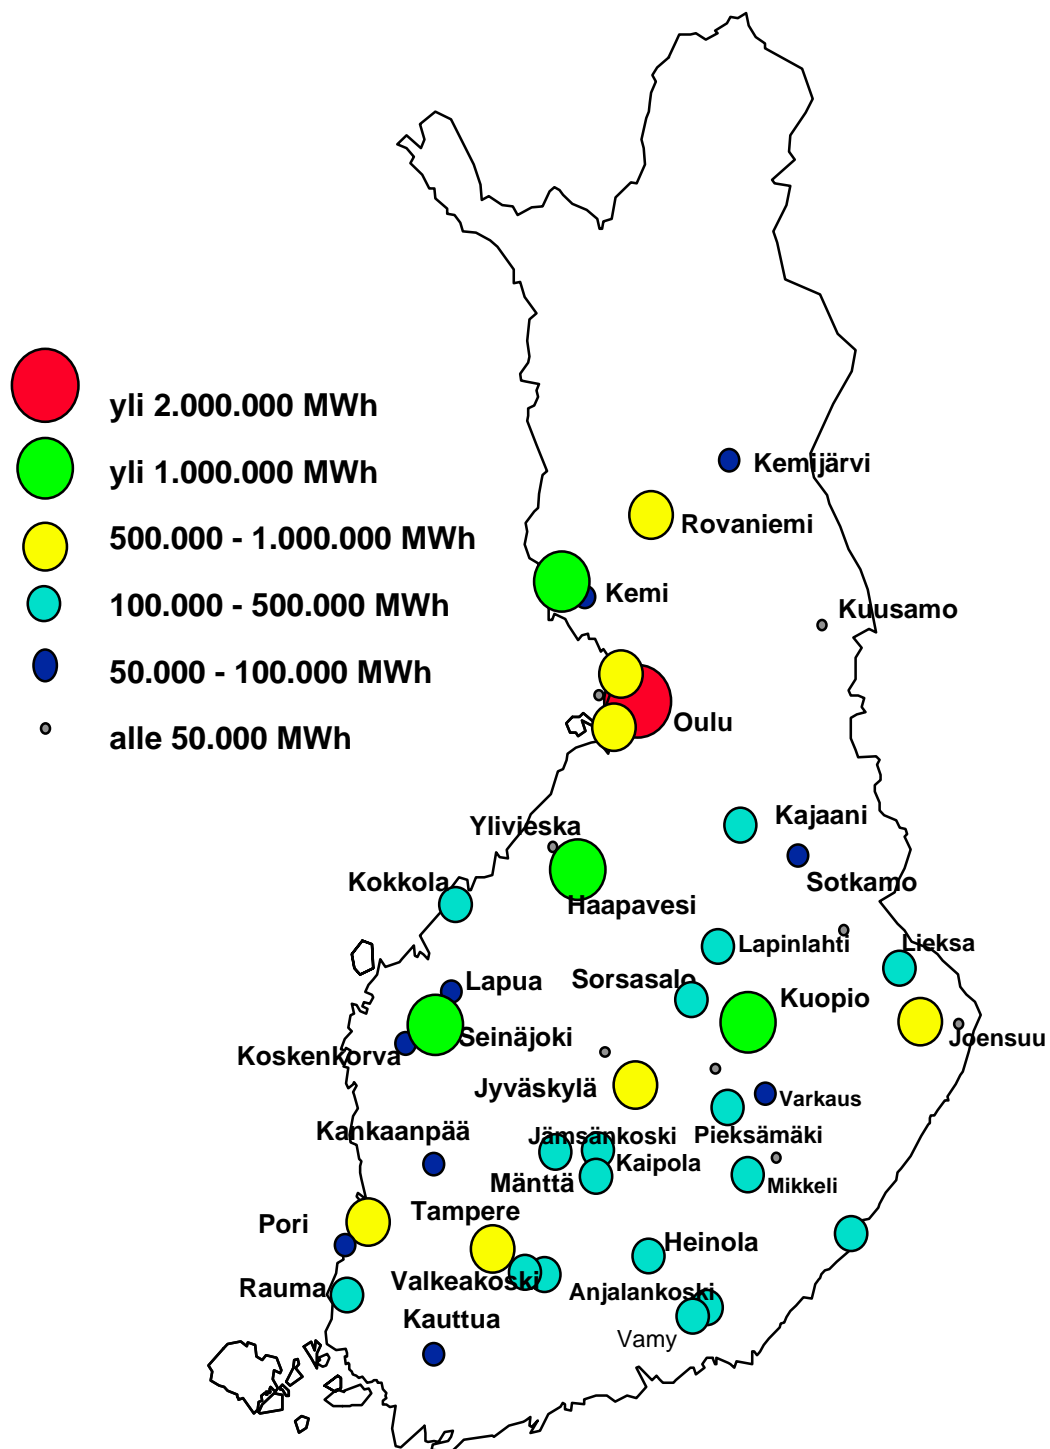 yli 2.000.000 MWh
yli 1.000.000 MWh
500.000 - 1.000.000 MWh
100.000 - 500.000 MWh
50.000 - 100.000 MWh
alle 50.000 MWh
Kemijärvi
Rovaniemi
Kemi
Kuusamo
Oulu
Kajaani
Ylivieska
Sotkamo
Kokkola
Haapavesi
Lapinlahti
Lieksa
Sorsasalo
Lapua
Kuopio
Seinäjoki
Joensuu
Koskenkorva
Jyväskylä
Varkaus
Kankaanpää
Jämsänkoski
Pieksämäki
Kaipola
Mänttä
Mikkeli
Tampere
Pori
Heinola
Valkeakoski
Rauma
Anjalankoski
Kauttua
Vamy